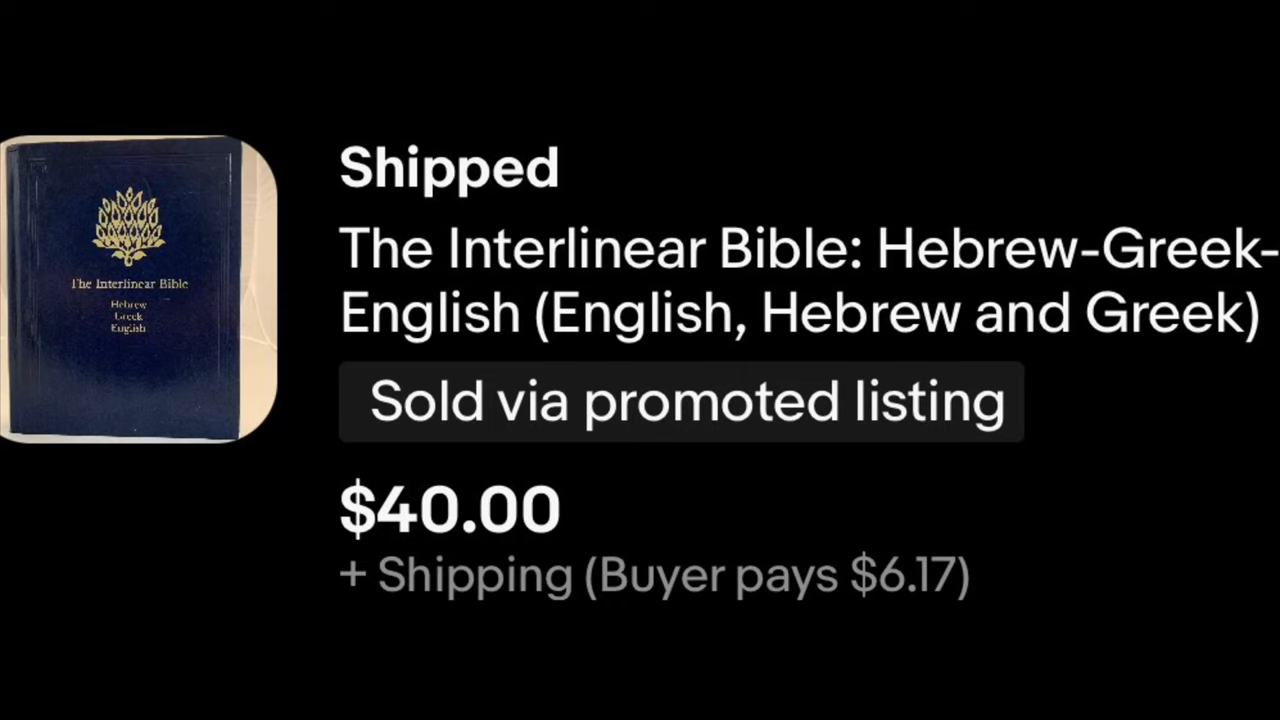 The Interlinear Bible
Hebrew
Greek
English
Shipped
The Interlinear Bible: Hebrew-Greek-
English (English, Hebrew and Greek)
Sold via promoted listing
$40.00
+ Shipping (Buyer pays $6.17)